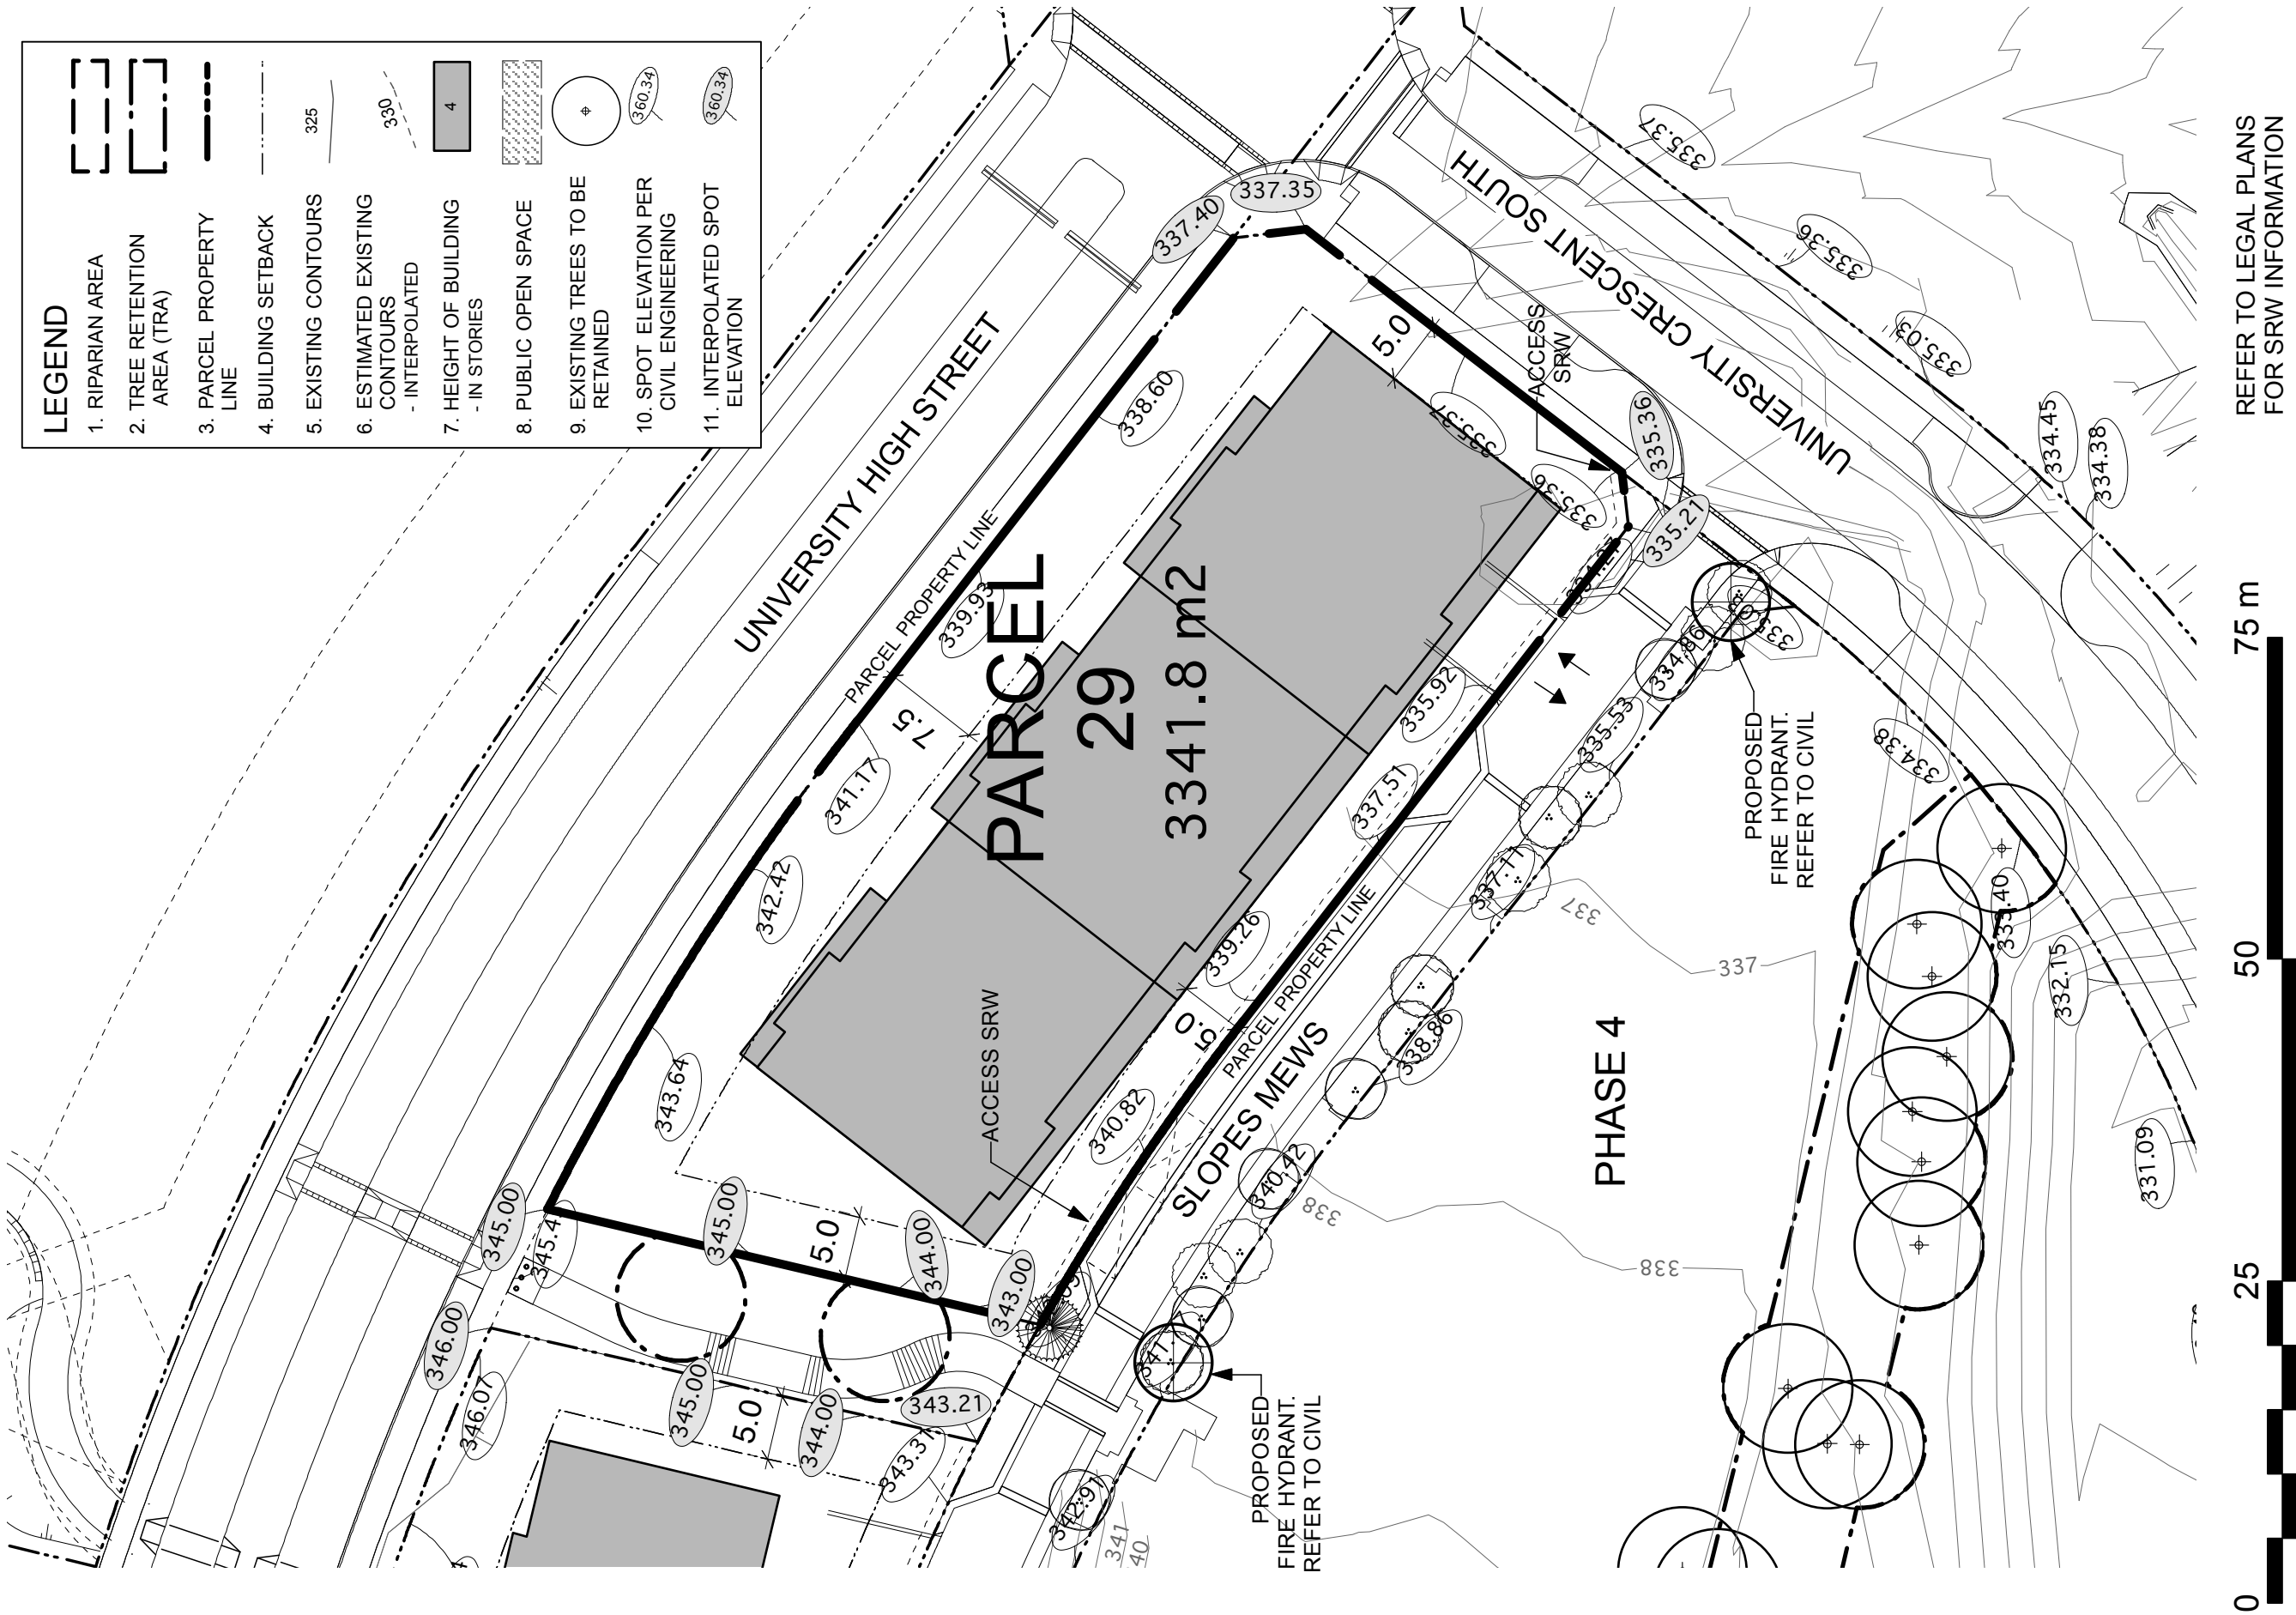 LEGEND
1. RIPARIAN AREA
2. TREE RETENTION
AREA (TRA)
3. PARCEL PROPERTY
LINE
4. BUILDING SETBACK
5. EXISTING CONTOURS
325
6. ESTIMATED EXISTING
CONTOURS
- INTERPOLATED
330
7. HEIGHT OF BUILDING
- IN STORIES
4
8. PUBLIC OPEN SPACE
9. EXISTING TREES TO BE
RETAINED
10. SPOT ELEVATION PER
CIVIL ENGINEERING
360.34
11. INTERPOLATED SPOT
ELEVATION
360.34
UNIVERSITY HIGH STREET
PARCEL PROPERTY LINE
PARCEL
29
3341.8 m2
7.5
337.40
337.35
338.60
339.93
341.17
342.42
343.64
345.00
345.00
344.00
343.00
5.0
346.00
346.07
345.00
5.0
344.00
343.21
343.31
342.97
341
ACCESS SRW
5.0
340.82
339.26
337.51
335.92
PARCEL PROPERTY LINE
SLOPES MEWS
5.0
335.37
335.36
335.36
335.21
ACCESS
SRW
UNIVERSITY CRESCENT SOUTH
335.37
335.36
335.03
334.45
334.38
334.86
335.53
337.11
338.86
340.42
337
337
338
338
PHASE 4
PROPOSED
FIRE HYDRANT.
REFER TO CIVIL
PROPOSED
FIRE HYDRANT.
REFER TO CIVIL
334.38
332.15
331.09
REFER TO LEGAL PLANS
FOR SRW INFORMATION
0
25
50
75 m